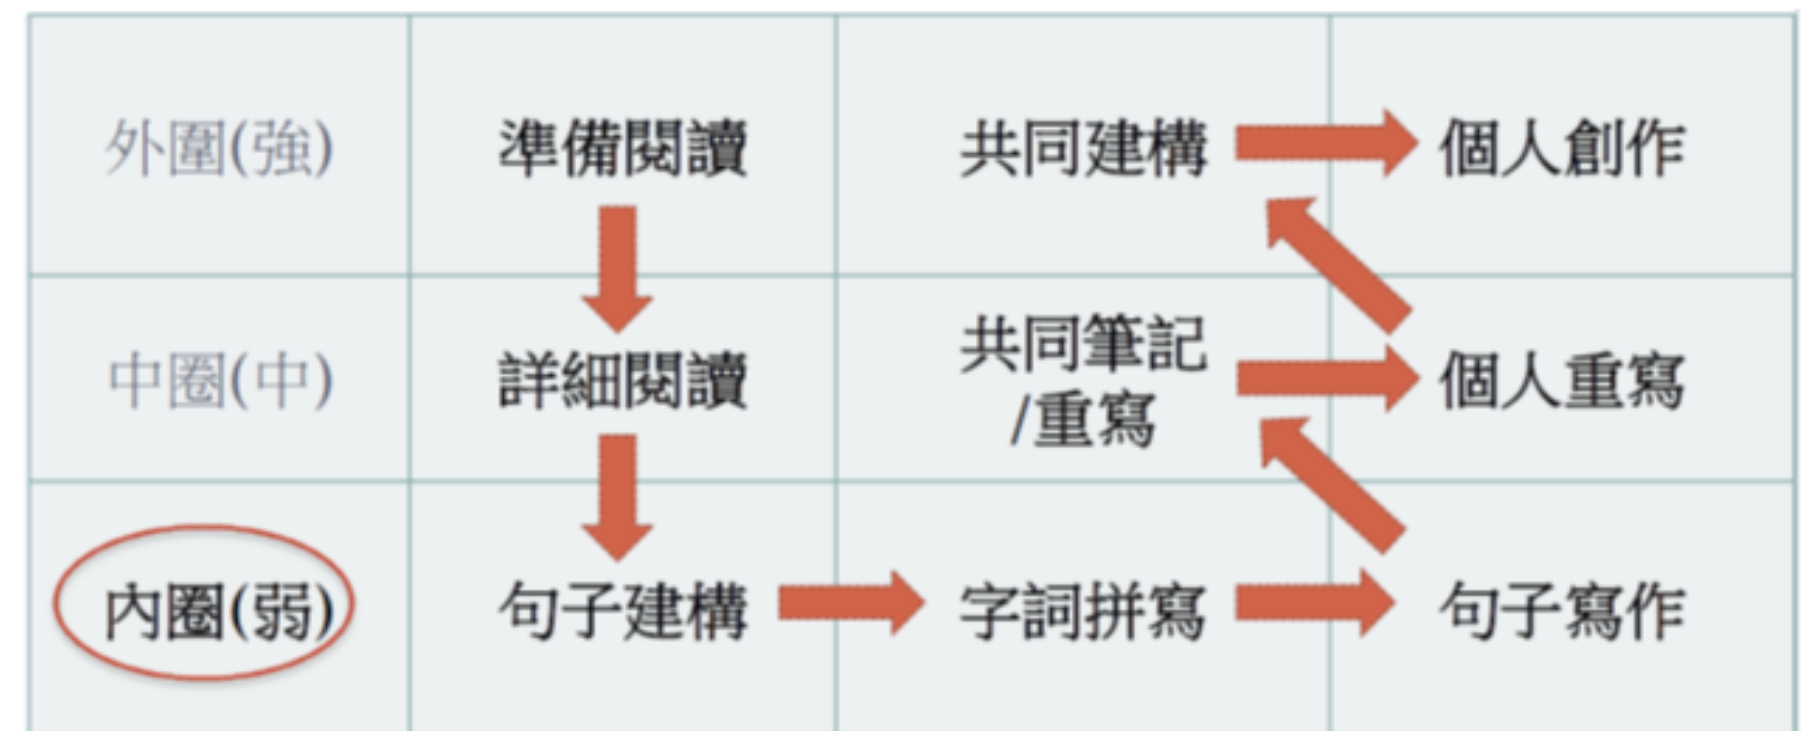 外圍(強)
準備閱讀
共同建構
個人創作
中圈(中)
詳細閱讀
共同筆記
/重寫
個人重寫
內圈(弱)
句子建構
字詞拼寫
句子寫作